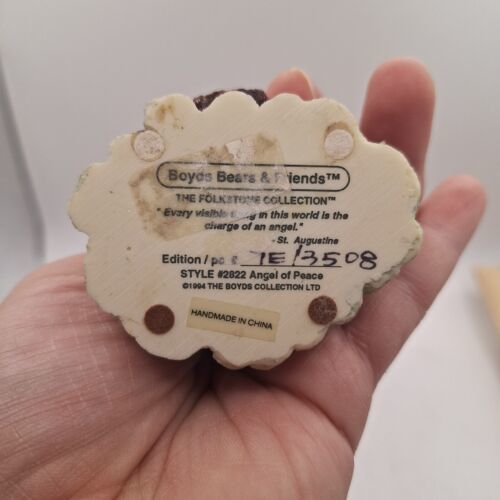 Boyds Bears & Friends™
THE FOLKSTONE COLLECTION™
"Every visible thing in this world is the
charge of an angel."
-St. Augustine
Edition / pc # 1E/3508
STYLE #2822 Angel of Peace
©1994 THE BOYDS COLLECTION LTD
HANDMADE IN CHINA